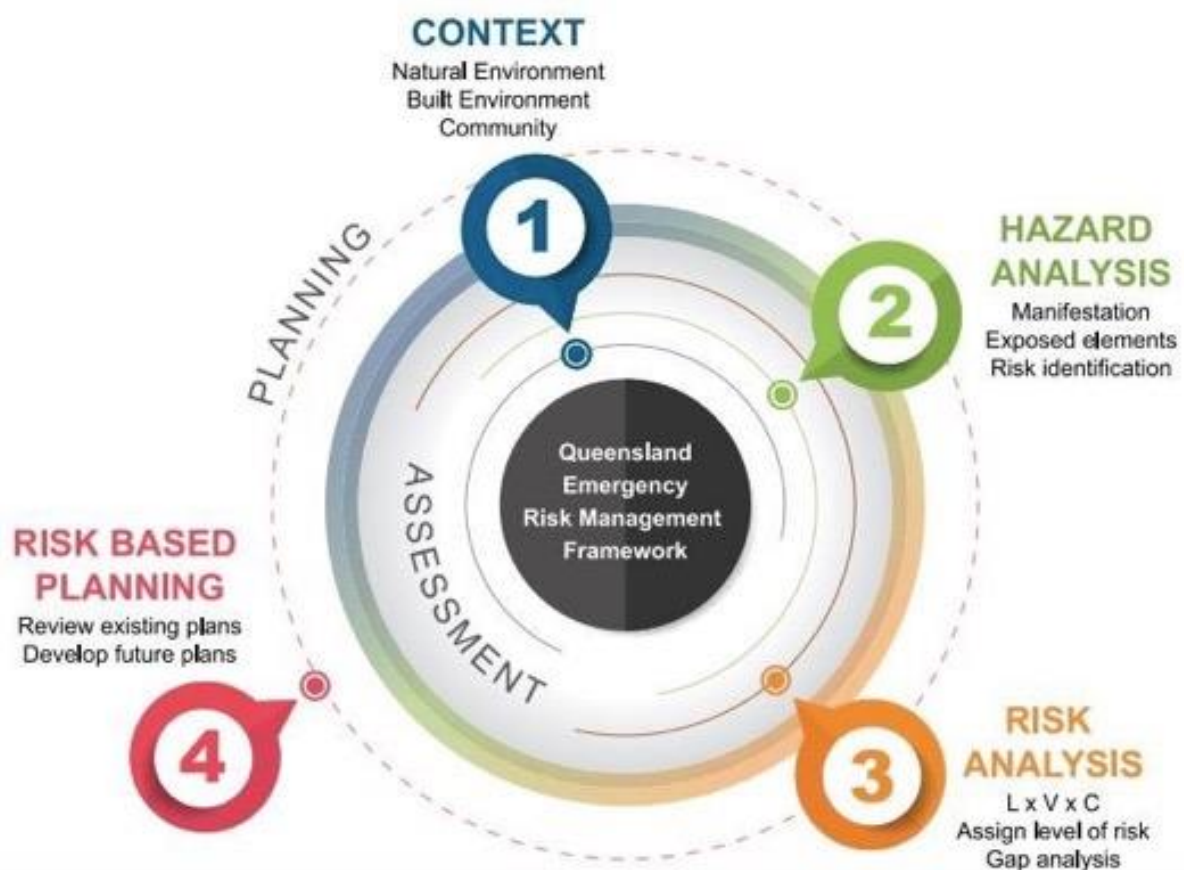 CONTEXT
Natural Environment
Built Environment
Community
1
PLANNING
HAZARD
ANALYSIS
Manifestation
Exposed elements
Risk identification
2
Queensland
Emergency
Risk Management
Framework
ASSESSMENT
RISK BASED
PLANNING
Review existing plans
Develop future plans
4
3
RISK
ANALYSIS
L x V x C
Assign level of risk
Gap analysis